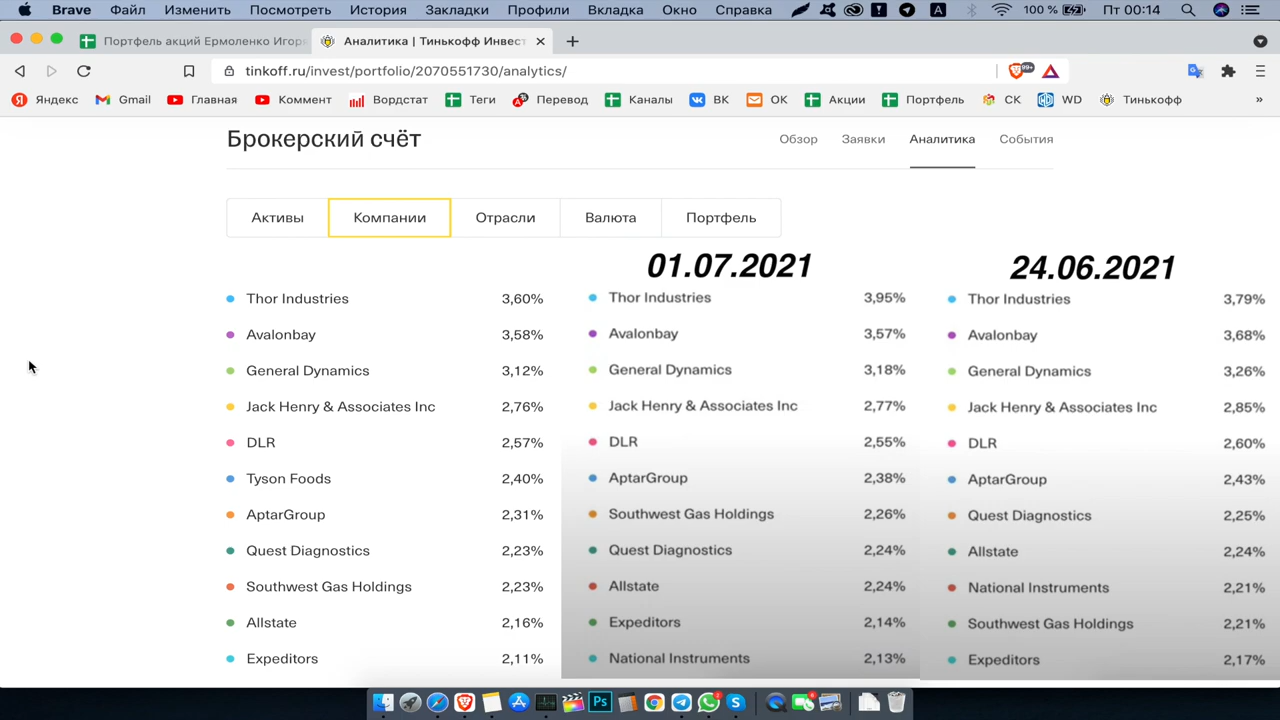 Brave Файл Изменить Посмотреть История Закладки Профили Вкладка Окно Справка A 100 % Пт 00:14
Портфель акций Ермоленко Игоря Аналитика | Тинькофф Инвест
tinkoff.ru/invest/portfolio/2070551730/analytics/ 99+
Яндекс Gmail Главная Коммент Вордстат Теги Перевод Каналы ВК ОК Акции Портфель СК WD Тинькофф »
Брокерский счёт Обзор Заявки Аналитика События
Активы Компании Отрасли Валюта Портфель
01.07.2021 24.06.2021
Thor Industries 3,60% Thor Industries 3,95% Thor Industries 3,79%
Avalonbay 3,58% Avalonbay 3,57% Avalonbay 3,68%
General Dynamics 3,12% General Dynamics 3,18% General Dynamics 3,26%
Jack Henry & Associates Inc 2,76% Jack Henry & Associates Inc 2,77% Jack Henry & Associates Inc 2,85%
DLR 2,57% DLR 2,55% DLR 2,60%
Tyson Foods 2,40% AptarGroup 2,38% AptarGroup 2,43%
AptarGroup 2,31% Southwest Gas Holdings 2,26% Quest Diagnostics 2,25%
Quest Diagnostics 2,23% Quest Diagnostics 2,24% Allstate 2,24%
Southwest Gas Holdings 2,23% Allstate 2,24% National Instruments 2,21%
Allstate 2,16% Expeditors 2,14% Southwest Gas Holdings 2,21%
Expeditors 2,11% National Instruments 2,13% Expeditors 2,17%
Ps